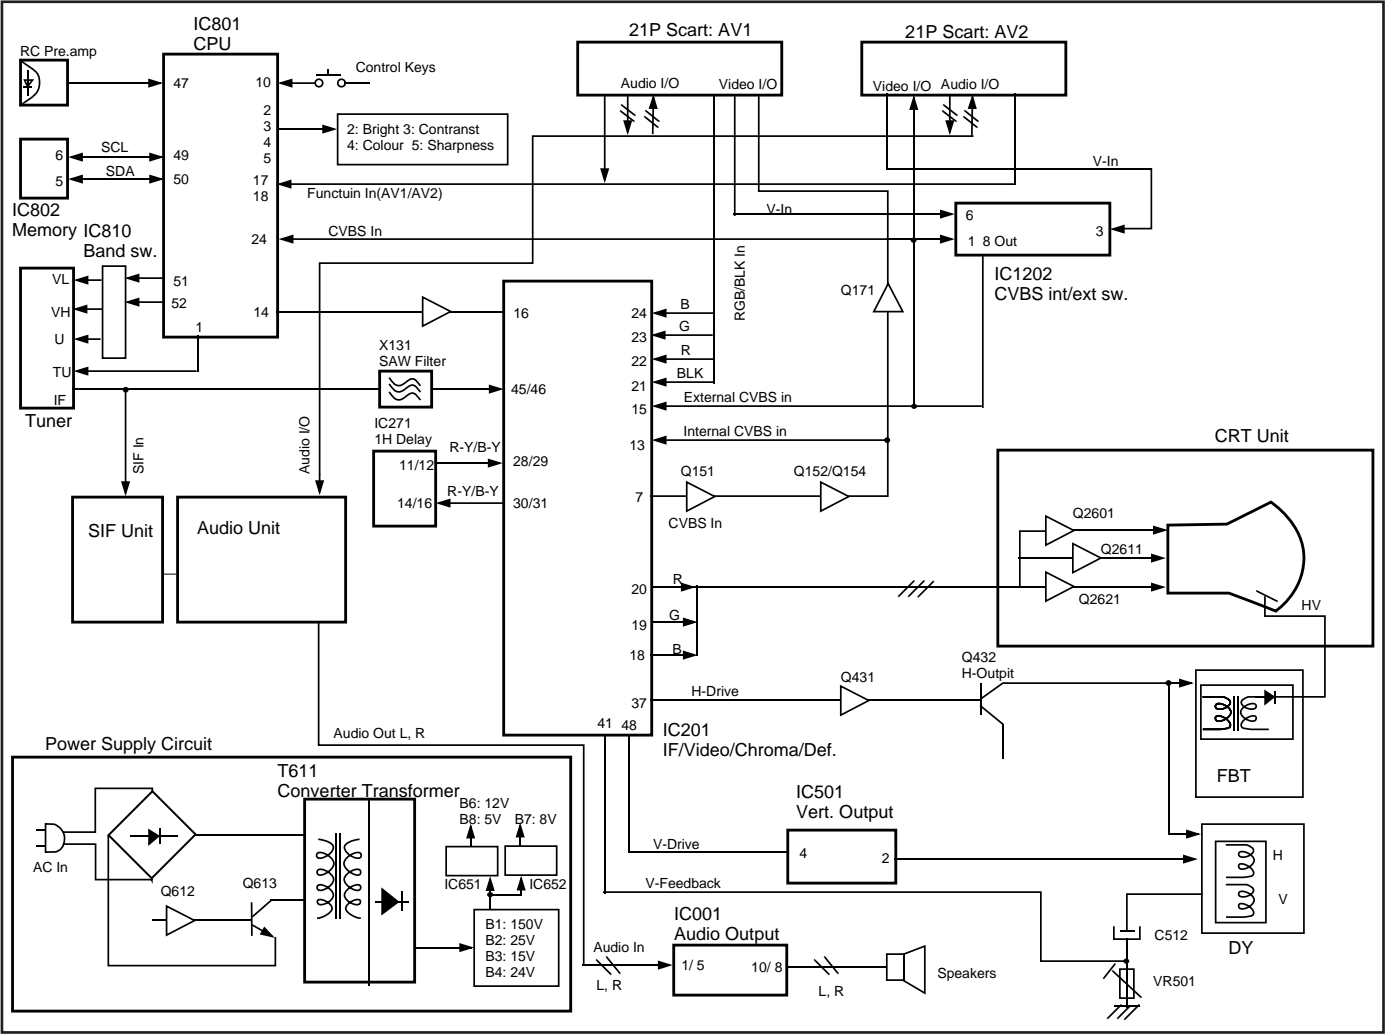 IC801
CPU
RC Pre.amp
47
10
Control Keys
2
3
4
5
2: Bright 3: Contranst
4: Colour 5: Sharpness
21P Scart: AV1
Audio I/O
Video I/O
21P Scart: AV2
Video I/O
Audio I/O
6
SCL
49
5
SDA
50
17
18
Functuin In(AV1/AV2)
IC802
Memory
IC810
Band sw.
24
CVBS In
V-In
V-In
6
3
1
8 Out
IC1202
CVBS int/ext sw.
VL
51
VH
52
U
1
TU
IF
Tuner
14
16
X131
SAW Filter
45/46
IC271
1H Delay
11/12
R-Y/B-Y
28/29
14/16
R-Y/B-Y
30/31
RGB/BLK In
24
B
23
G
22
R
21
BLK
15
External CVBS in
13
Internal CVBS in
Q171
7
Q151
CVBS In
Q152/Q154
SIF In
Audio I/O
SIF Unit
Audio Unit
CRT Unit
Q2601
Q2611
Q2621
HV
20
R
19
G
18
B
37
H-Drive
Q431
Q432
H-Outpit
41
48
IC201
IF/Video/Chroma/Def.
FBT
Audio Out L, R
Power Supply Circuit
T611
Converter Transformer
AC In
Q612
Q613
B6: 12V
B8: 5V
B7: 8V
IC651
IC652
B1: 150V
B2: 25V
B3: 15V
B4: 24V
IC501
Vert. Output
V-Drive
4
2
V-Feedback
H
V
DY
IC001
Audio Output
Audio In
L, R
1/ 5
10/ 8
L, R
Speakers
C512
VR501